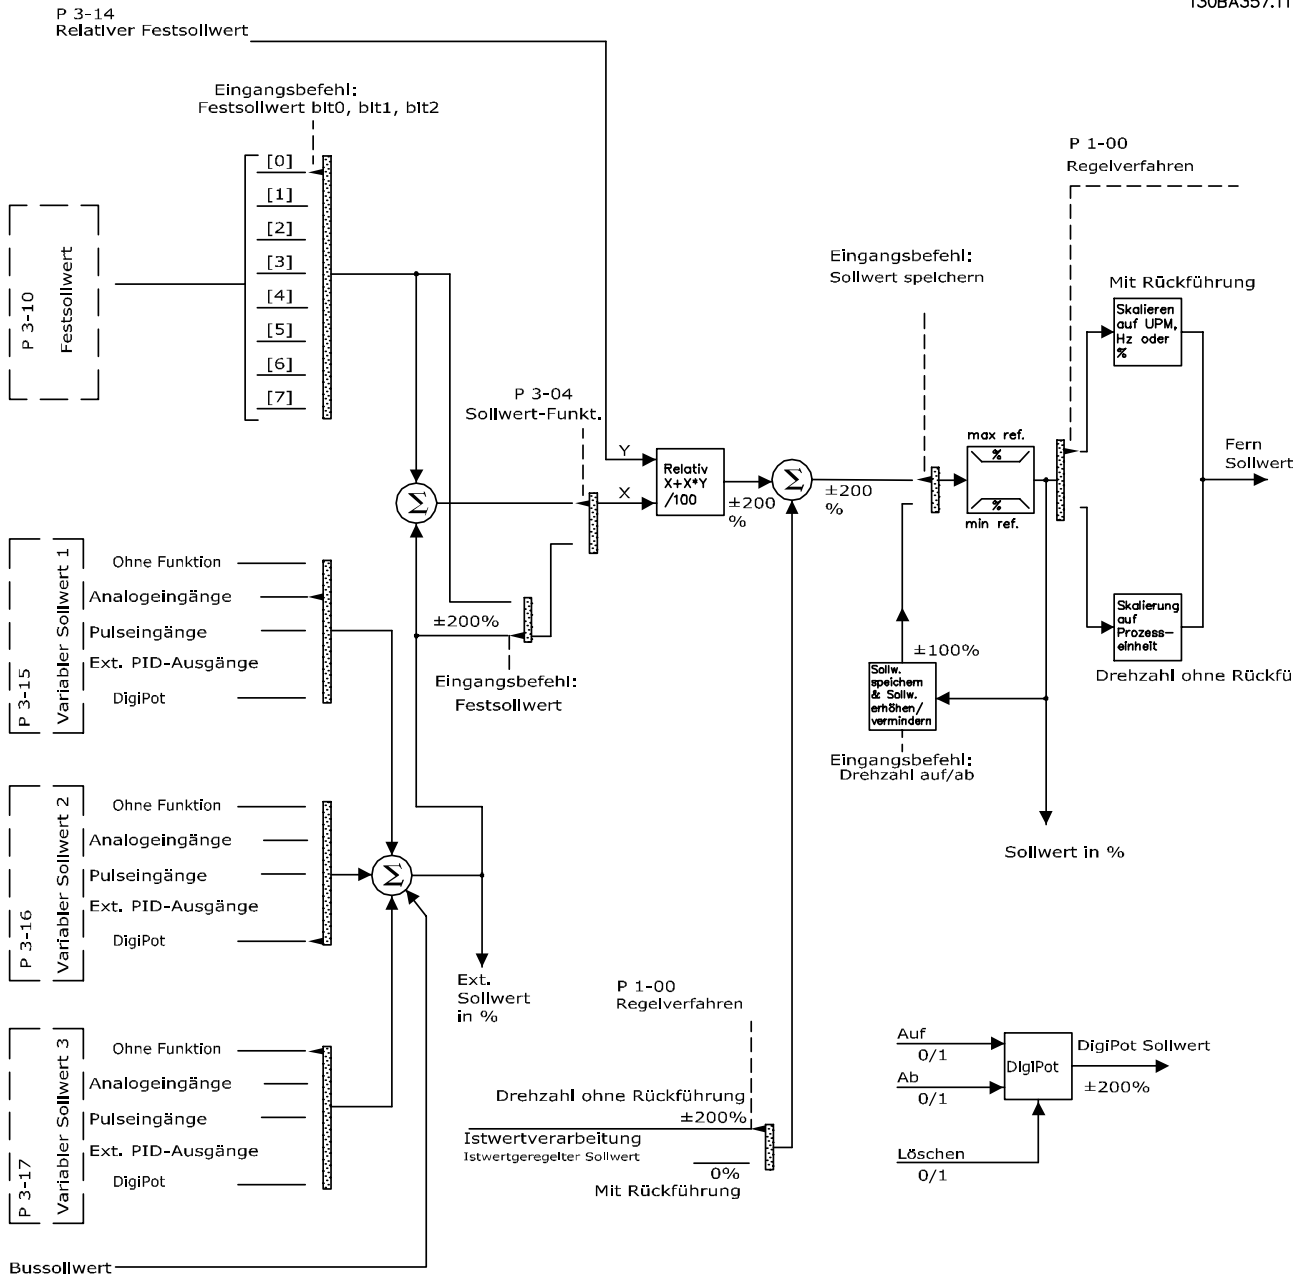 130BA357.11
P 3-14
Relativer Festsollwert
Eingangsbefehl:
Festsollwert bit0, bit1, bit2
[0]
[1]
[2]
[3]
[4]
[5]
[6]
[7]
P 3-10
Festsollwert
P 1-00
Regelverfahren
Eingangsbefehl:
Sollwert speichern
Mit Rückführung
Skalieren
auf UPM,
Hz oder
%
P 3-04
Sollwert-Funkt.
Y
X
Relativ
X+X*Y
/100
±200
%
Σ
±200
%
max ref.
%
%
min ref.
Fern
Sollwert
Σ
P 3-15
Variabler Sollwert 1
Ohne Funktion
Analogeingänge
Pulseingänge
Ext. PID-Ausgänge
DigiPot
±200%
Eingangsbefehl:
Festsollwert
±100%
Sollw.
speichern
& Sollw.
erhöhen/
vermindern
Eingangsbefehl:
Drehzahl auf/ab
Skalierung
auf
Prozess-
einheit
Drehzahl ohne Rückfü
Sollwert in %
P 3-16
Variabler Sollwert 2
Ohne Funktion
Analogeingänge
Pulseingänge
Ext. PID-Ausgänge
DigiPot
Σ
Ext.
Sollwert
in %
P 3-17
Variabler Sollwert 3
Ohne Funktion
Analogeingänge
Pulseingänge
Ext. PID-Ausgänge
DigiPot
Bussollwert
P 1-00
Regelverfahren
Drehzahl ohne Rückführung
±200%
Istwertverarbeitung
Istwertgeregelter Sollwert
0%
Mit Rückführung
Auf
0/1
Ab
0/1
Löschen
0/1
DigiPot
DigiPot Sollwert
±200%